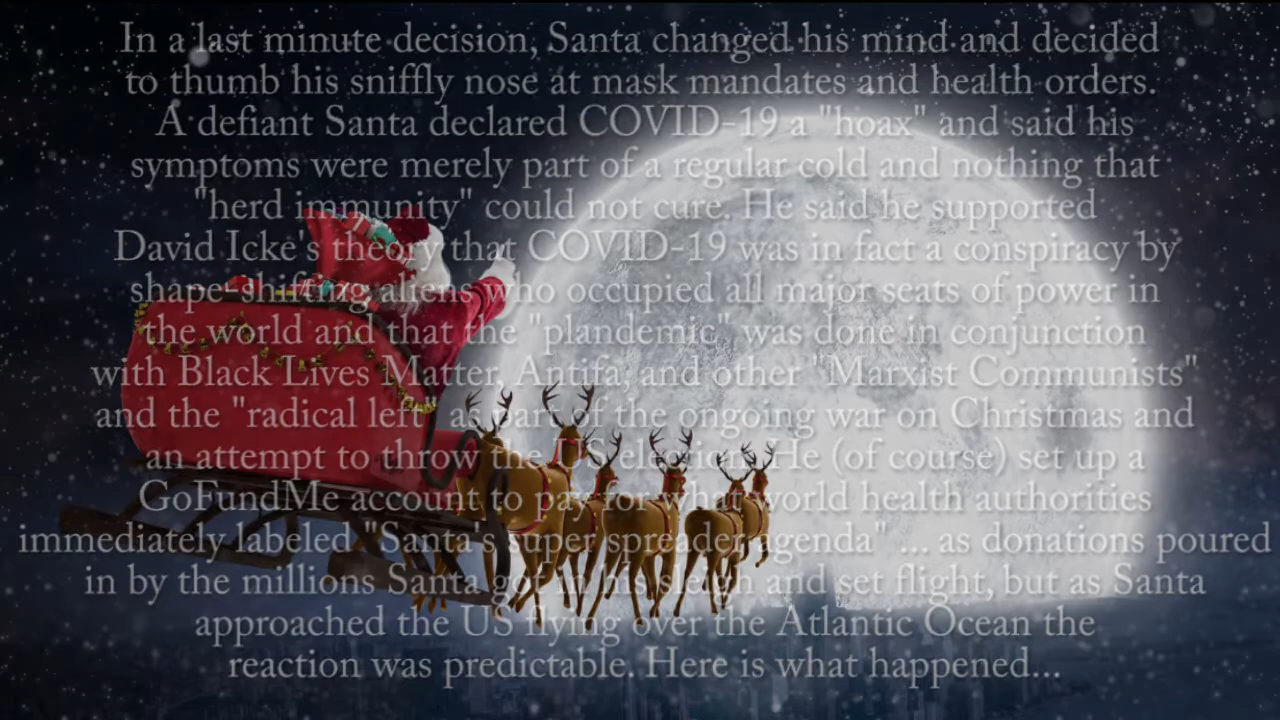 In a last minute decision, Santa changed his mind and decided
to thumb his sniffly nose at mask mandates and health orders.
A defiant Santa declared COVID-19 a "hoax" and said his
symptoms were merely part of a regular cold and nothing that
"herd immunity" could not cure. He said he supported
David Icke's theory that COVID-19 was in fact a conspiracy by
shape-shifting aliens who occupied all major seats of power in
the world and that the "plandemic" was done in conjunction
with Black Lives Matter, Antifa, and other "Marxist Communists"
and the "radical left" as part of the ongoing war on Christmas and
an attempt to throw the election. He (of course) set up a
GoFundMe account to pay for what world health authorities
immediately labeled "Santa's super spreader agenda" ... as donations poured
in by the millions Santa got in his sleigh and set flight, but as Santa
approached the US flying over the Atlantic Ocean the
reaction was predictable. Here is what happened...